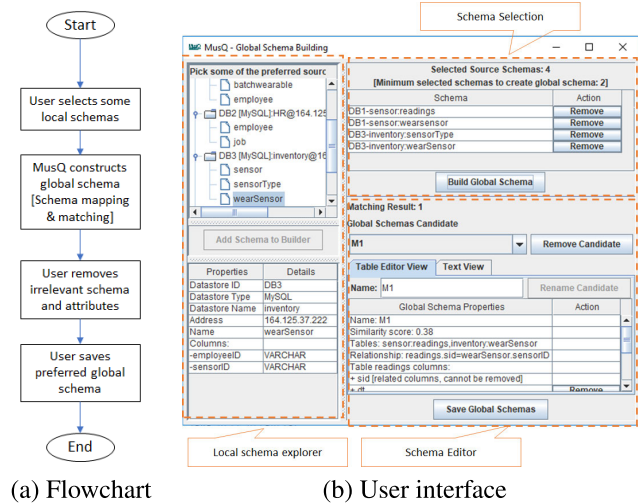 Start
User selects some
local schemas
MusQ constructs
global schema
[Schema mapping
& matching]
User removes
irrelevant schema
and attributes
User saves
preferred global
schema
End
(a) Flowchart
Schema Selection
MusQ - Global Schema Building
Pick some of the preferred sourc
batchwearable
employee
DB2 [MySQL]:HR@164.125
employee
job
DB3 [MySQL]:inventory@16
sensor
sensorType
wearSensor
Add Schema to Builder
Properties Details
Datastore ID DB3
Datastore Type MySQL
Datastore Name inventory
Address 164.125.37.222
Name wearSensor
Columns:
-employeeID VARCHAR
-sensorID VARCHAR
Selected Source Schemas: 4
[Minimum selected schemas to create global schema: 2]
Schema Action
DB1-sensor:readings Remove
DB1-sensor:wearsensor Remove
DB3-inventory:sensorType Remove
DB3-inventory:wearSensor Remove
Build Global Schema
Matching Result: 1
Global Schemas Candidate
M1 Remove Candidate
Table Editor View Text View
Name: M1 Rename Candidate
Global Schema Properties Action
Name: M1
Similarity score: 0.38
Tables: sensor:readings,inventory:wearSensor
Relationship: readings.sid=wearSensor.sensorID
Table readings columns:
+ sid [related columns, cannot be removed]
+ dt Remove
Save Global Schemas
Local schema explorer
Schema Editor
(b) User interface